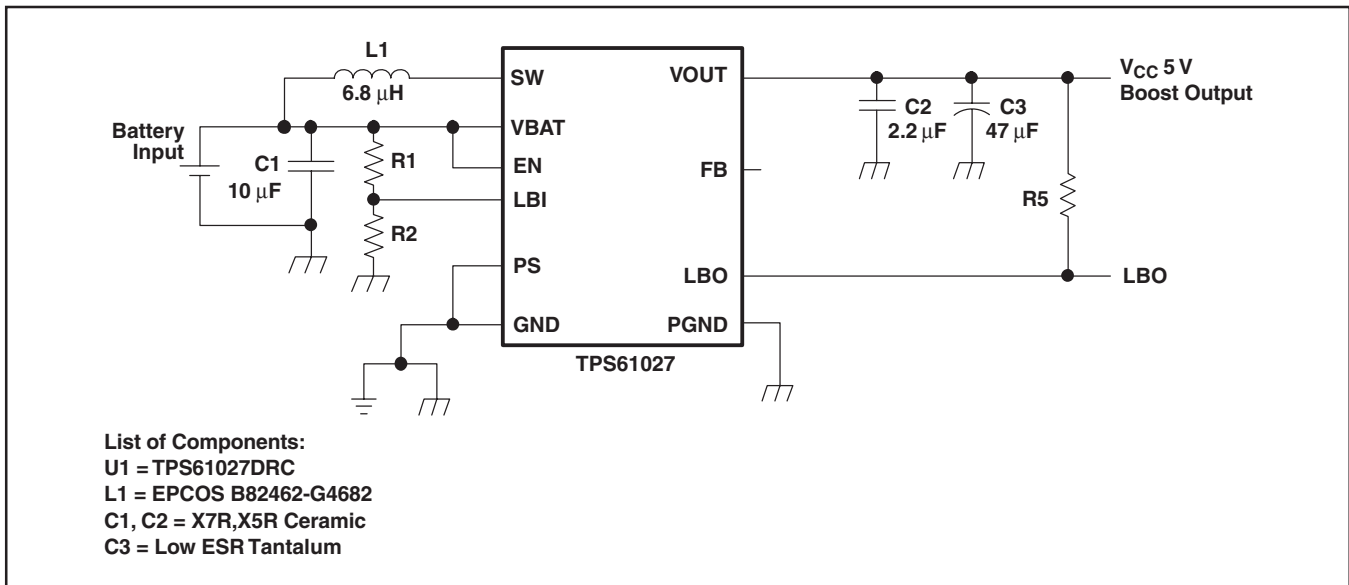 L1
6.8 μH
Battery
Input
C1
10 μF
R1
R2
SW
VBAT
EN
LBI
PS
GND
VOUT
FB
LBO
PGND
TPS61027
C2
2.2 μF
C3
47 μF
R5
VCC 5 V
Boost Output
LBO
List of Components:
U1 = TPS61027DRC
L1 = EPCOS B82462-G4682
C1, C2 = X7R,X5R Ceramic
C3 = Low ESR Tantalum